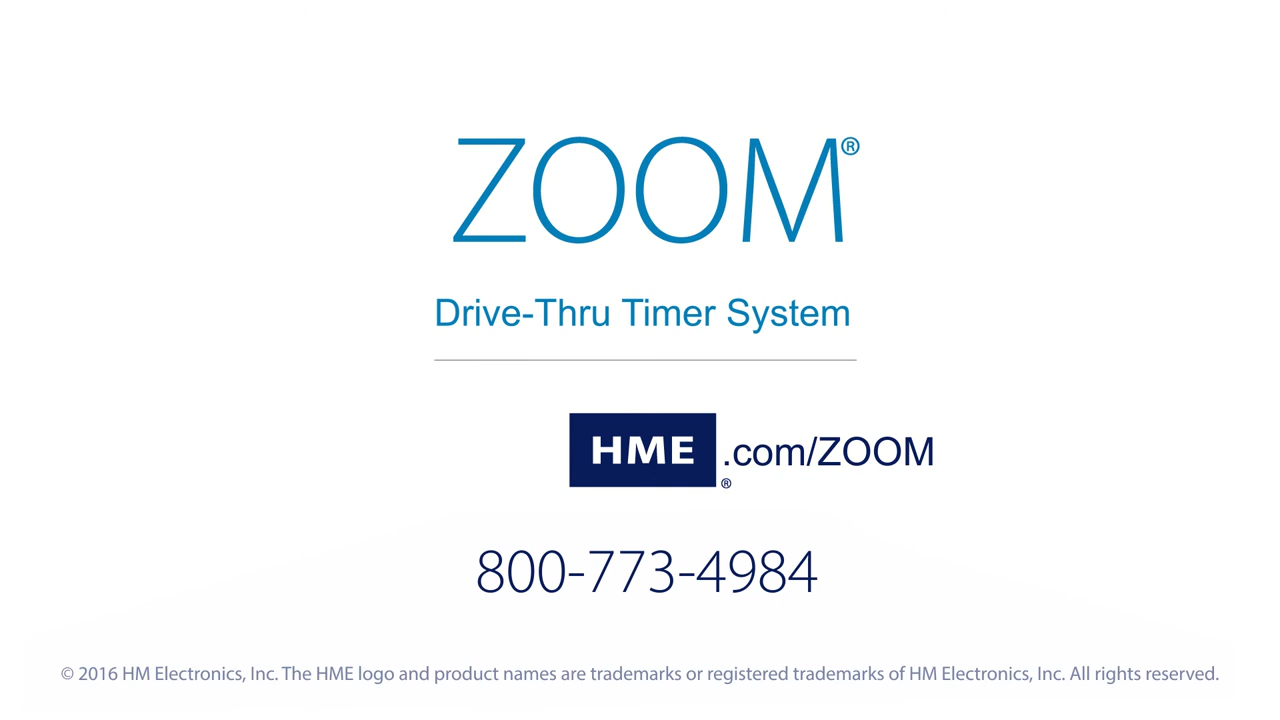 ZOOM®
Drive-Thru Timer System
HME®.com/ZOOM
800-773-4984
© 2016 HM Electronics, Inc. The HME logo and product names are trademarks or registered trademarks of HM Electronics, Inc. All rights reserved.